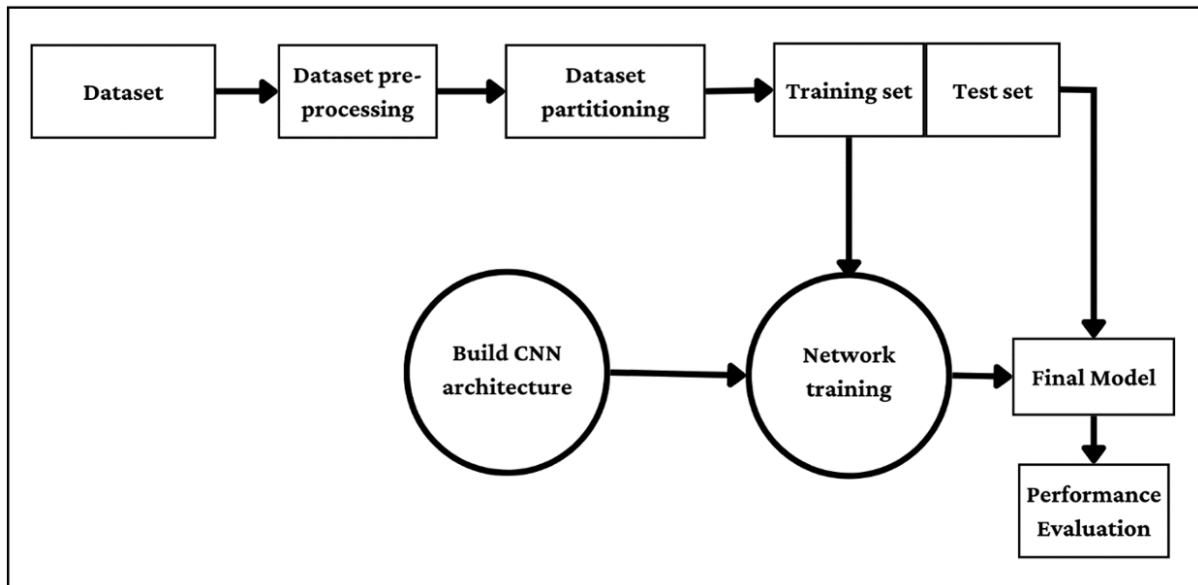 Dataset
Dataset pre-
processing
Dataset
partitioning
Training set
Test set
Build CNN
architecture
Network
training
Final Model
Performance
Evaluation